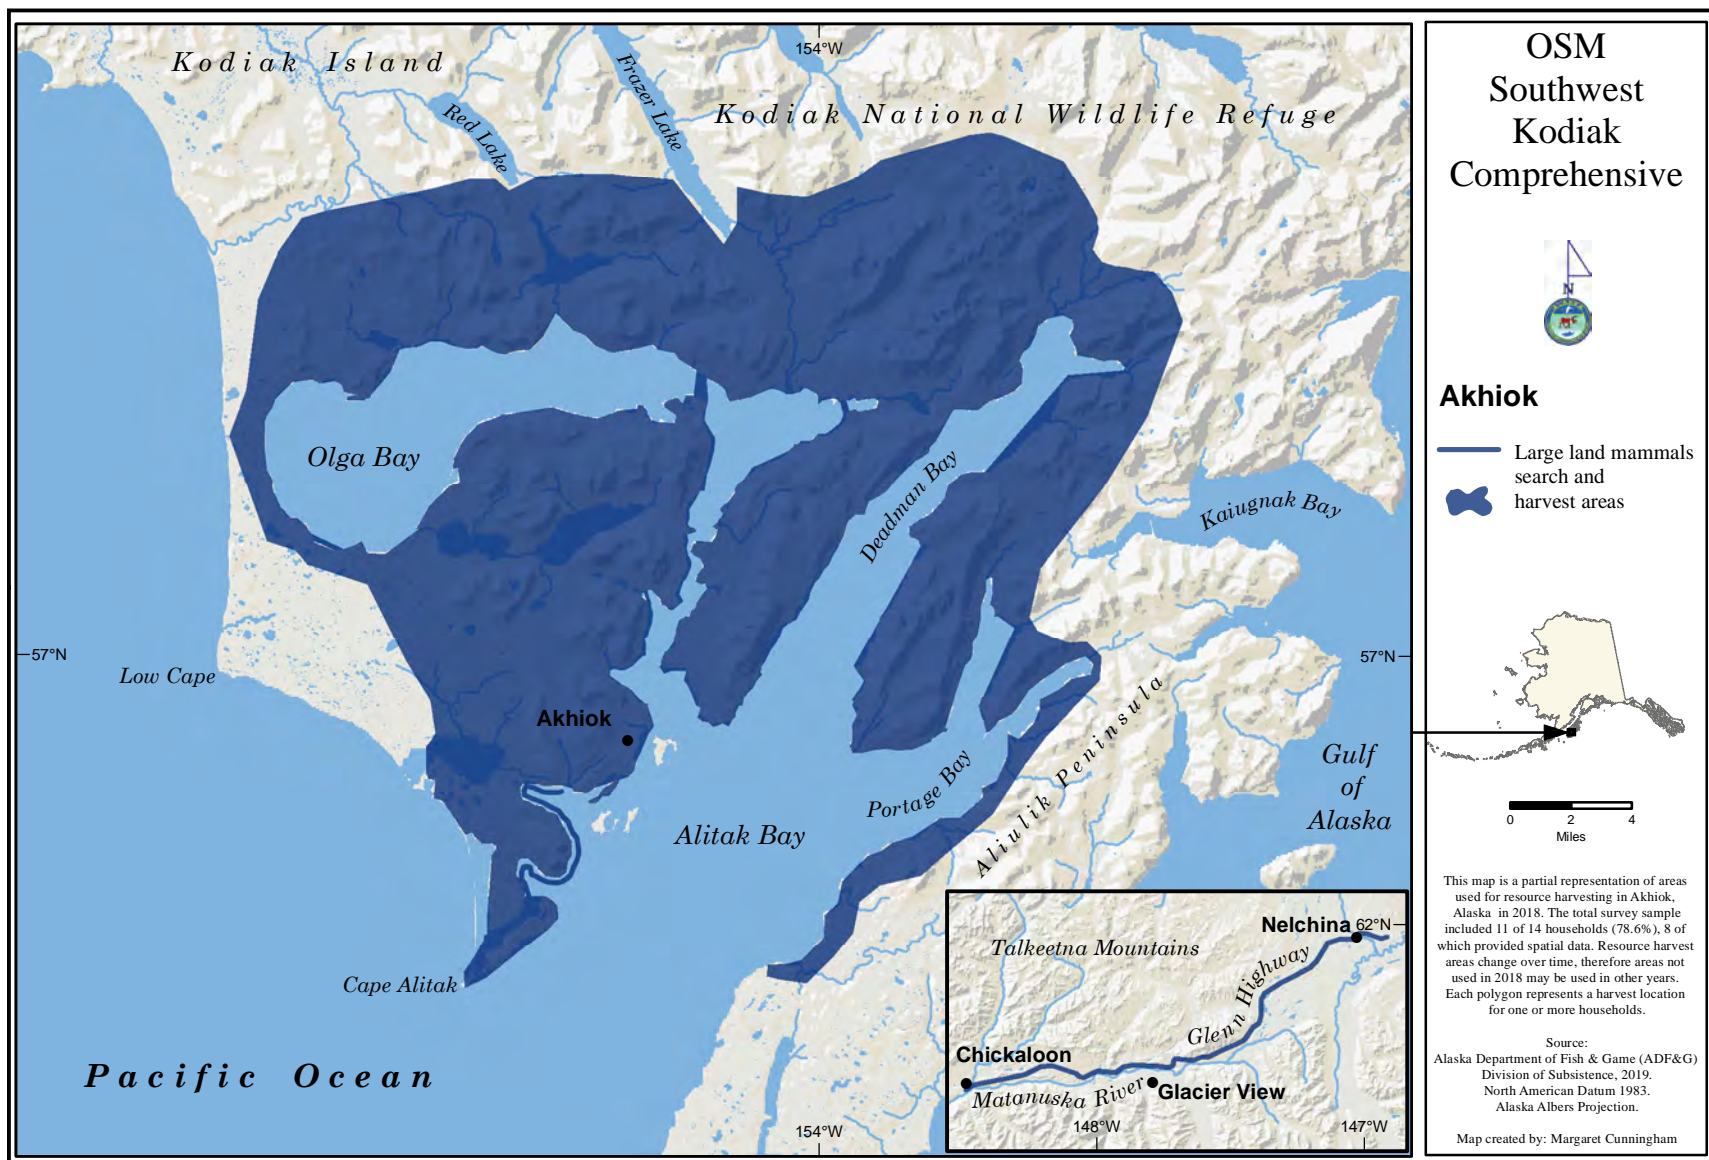 Kodiak Island
Frazer Lake
154°W
Red Lake
Kodiak National Wildlife Refuge
Olga Bay
Deadman Bay
Kaiugnak Bay
57°N
57°N
Low Cape
Akhiok
Aliulik Peninsula
Portage Bay
Alitak Bay
Gulf
of
Alaska
Cape Alitak
Pacific Ocean
154°W
Nelchina
62°N
Talkeetna Mountains
Glenn Highway
Chickaloon
Matanuska River
Glacier View
148°W
147°W
OSM
Southwest
Kodiak
Comprehensive
N
Akhiok
Large land mammals
search and
harvest areas
0 2 4
Miles
This map is a partial representation of areas
used for resource harvesting in Akhiok,
Alaska in 2018. The total survey sample
included 11 of 14 households (78.6%), 8 of
which provided spatial data. Resource harvest
areas change over time, therefore areas not
used in 2018 may be used in other years.
Each polygon represents a harvest location
for one or more households.
Source:
Alaska Department of Fish & Game (ADF&G)
Division of Subsistence, 2019.
North American Datum 1983.
Alaska Albers Projection.
Map created by: Margaret Cunningham